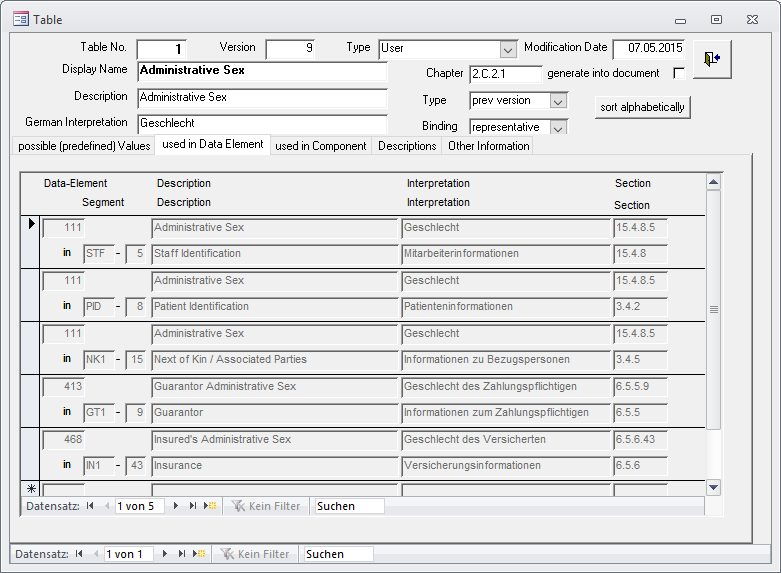 Table
Table No. 1 Version 9 Type User Modification Date 07.05.2015
Display Name Administrative Sex Chapter 2.C.2.1 generate into document
Description Administrative Sex Type prev version sort alphabetically
German Interpretation Geschlecht Binding representative
possible (predefined) Values used in Data Element used in Component Descriptions Other Information
Data-Element Description Interpretation Section
Segment Description Interpretation Section
111 Administrative Sex Geschlecht 15.4.8.5
in STF - 5 Staff Identification Mitarbeiterinformationen 15.4.8
111 Administrative Sex Geschlecht 15.4.8.5
in PID - 8 Patient Identification Patienteninformationen 3.4.2
111 Administrative Sex Geschlecht 15.4.8.5
in NK1 - 15 Next of Kin / Associated Parties Informationen zu Bezugspersonen 3.4.5
413 Guarantor Administrative Sex Geschlecht des Zahlungspflichtigen 6.5.5.9
in GT1 - 9 Guarantor Informationen zum Zahlungspflichtigen 6.5.5
468 Insured's Administrative Sex Geschlecht des Versicherten 6.5.6.43
in IN1 - 43 Insurance Versicherungsinformationen 6.5.6
Datensatz: 1 von 5 Kein Filter Suchen
Datensatz: 1 von 1 Kein Filter Suchen